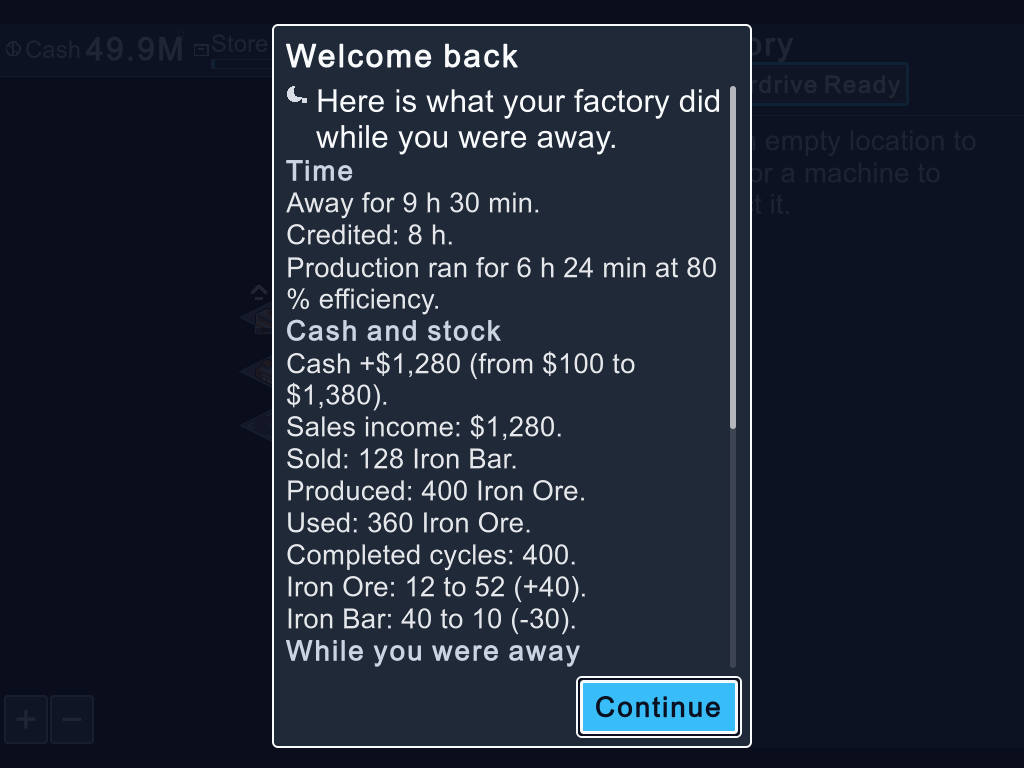 Cash 49.9M
Store
ory
rdrive Ready
empty location to
or a machine to
t it.
Welcome back
Here is what your factory did
while you were away.
Time
Away for 9 h 30 min.
Credited: 8 h.
Production ran for 6 h 24 min at 80
% efficiency.
Cash and stock
Cash +$1,280 (from $100 to
$1,380).
Sales income: $1,280.
Sold: 128 Iron Bar.
Produced: 400 Iron Ore.
Used: 360 Iron Ore.
Completed cycles: 400.
Iron Ore: 12 to 52 (+40).
Iron Bar: 40 to 10 (-30).
While you were away
Continue
+ −